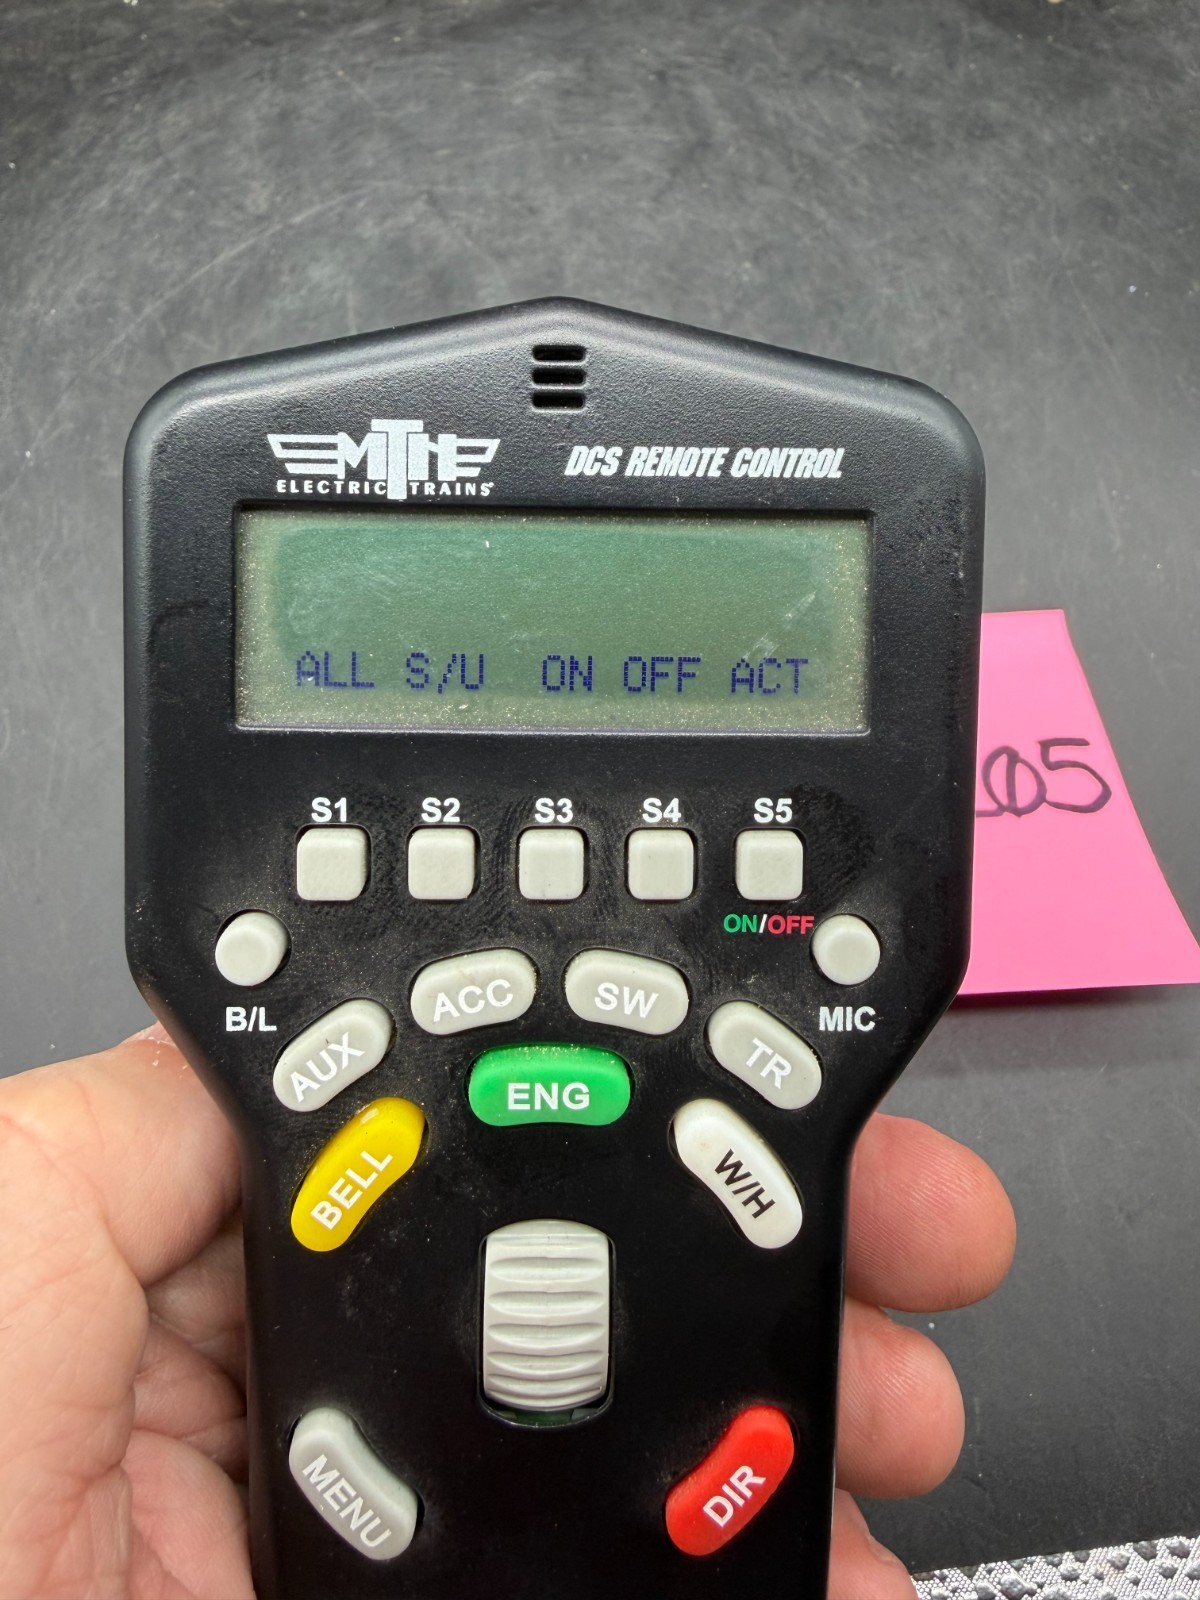 MTH
ELECTRIC TRAINS®
DCS REMOTE CONTROL
ALL S/U ON OFF ACT
S1 S2 S3 S4 S5
ON/OFF
B/L
MIC
ACC
SW
AUX
TR
ENG
BELL
W/H
MENU
DIR